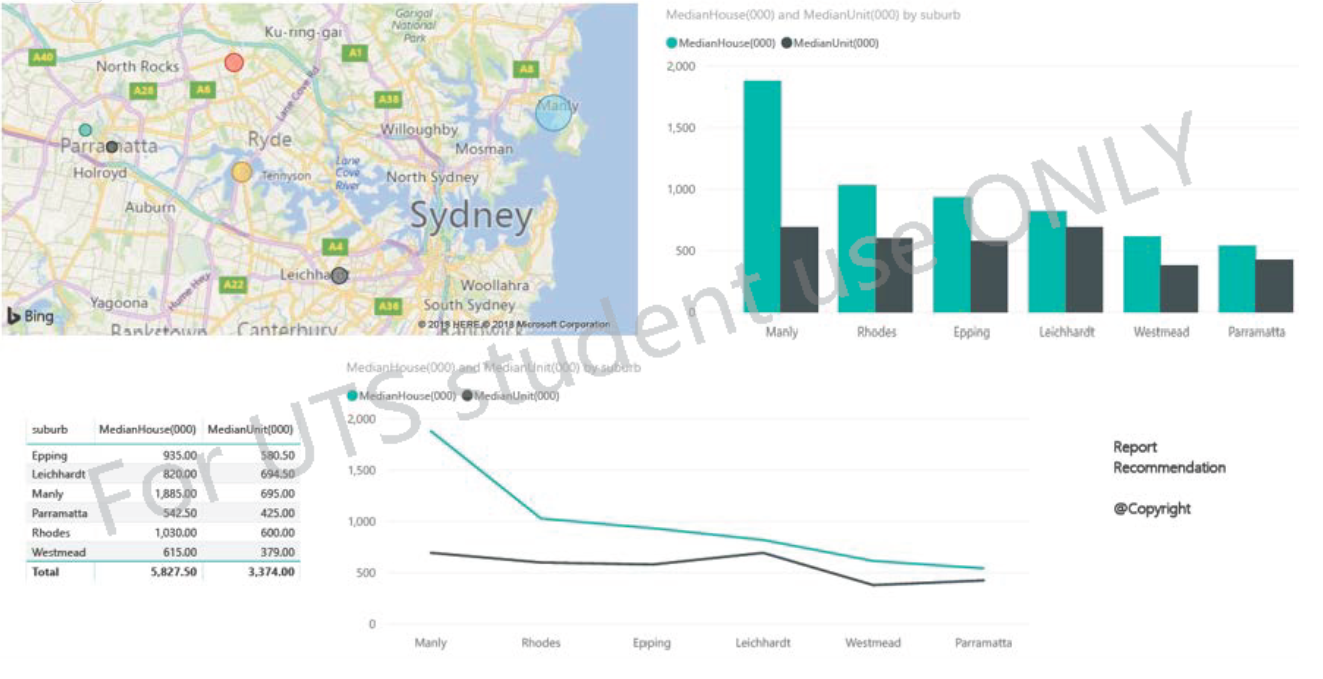 Garigal
National
Park
Ku-ring-gai
A40
A1
North Rocks
A8
A28
A6
Lane Cove Rd
A38
Manly
Parramatta
Ryde
Willoughby
Mosman
Holroyd
Tennyson
Lane
Cove
River
North Sydney
Auburn
Sydney
A4
Leichhardt
A22
Hume Hwy
Woollahra
Yagoona
A36
South Sydney
Bing
© 2018 HERE © 2018 Microsoft Corporation
Bankstown
Canterbury
MedianHouse(000) and MedianUnit(000) by suburb
MedianHouse(000) MedianUnit(000)
2,000
1,500
1,000
500
0
Manly Rhodes Epping Leichhardt Westmead Parramatta
For UTS student use ONLY
MedianHouse(000) and MedianUnit(000) by suburb
MedianHouse(000) MedianUnit(000)
2,000
1,500
1,000
500
0
Manly Rhodes Epping Leichhardt Westmead Parramatta
suburb MedianHouse(000) MedianUnit(000)
Epping 935.00 580.50
Leichhardt 820.00 694.50
Manly 1,885.00 695.00
Parramatta 542.50 425.00
Rhodes 1,030.00 600.00
Westmead 615.00 379.00
Total 5,827.50 3,374.00
Report
Recommendation
@Copyright